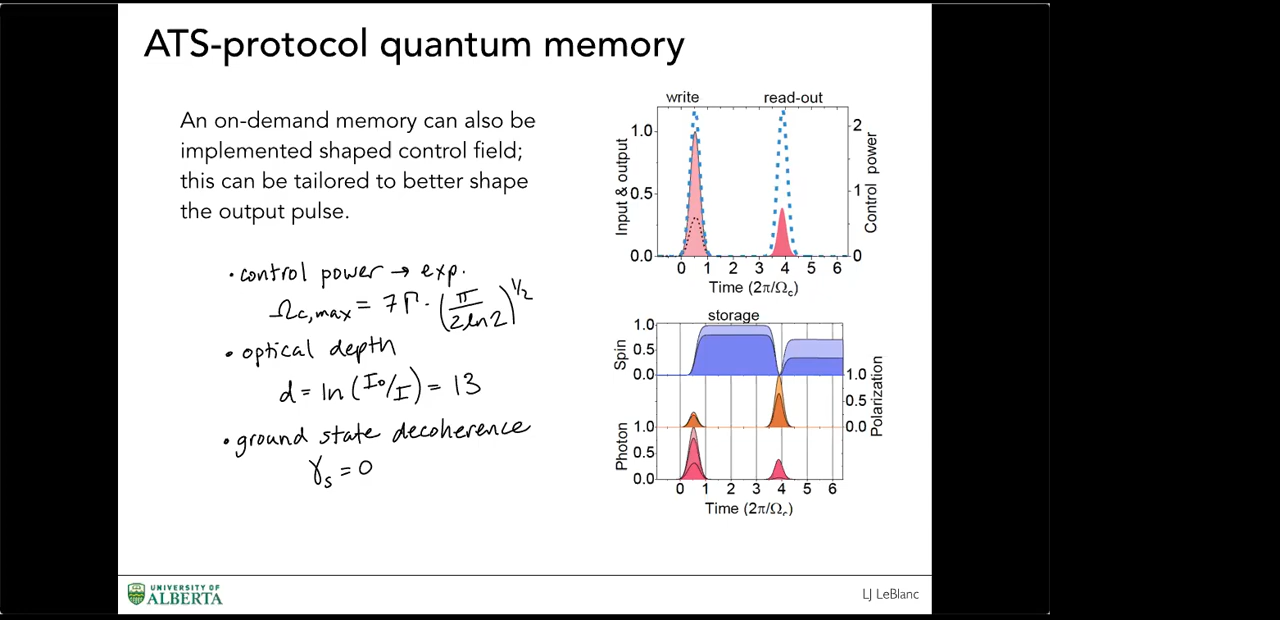 ATS-protocol quantum memory
An on-demand memory can also be
implemented shaped control field;
this can be tailored to better shape
the output pulse.
• control power → exp.
Ωc,max = 7Γ · (π / 2ln2)^1/2
• optical depth
d = ln (I0/I) = 13
• ground state decoherence
γs = 0
write read-out
1.0
0.5
0.0
Input & output
2
1
0
Control power
0 1 2 3 4 5 6
Time (2π/Ωc)
storage
1.0
0.5
0.0
Spin
1.0
0.5
0.0
Polarization
1.0
0.5
0.0
Photon
0 1 2 3 4 5 6
Time (2π/Ωc)
UNIVERSITY OF
ALBERTA
LJ LeBlanc